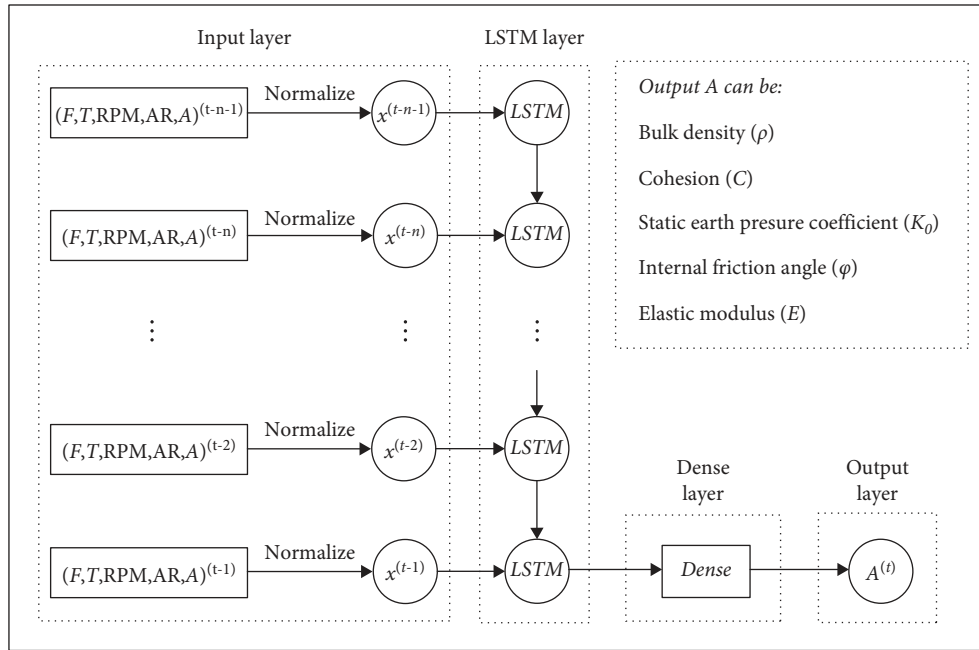 Input layer
LSTM layer
(F,T,RPM,AR,A)(t-n-1)
Normalize
x(t-n-1)
LSTM
(F,T,RPM,AR,A)(t-n)
Normalize
x(t-n)
LSTM
⋮
⋮
⋮
(F,T,RPM,AR,A)(t-2)
Normalize
x(t-2)
LSTM
(F,T,RPM,AR,A)(t-1)
Normalize
x(t-1)
LSTM
Output A can be:
Bulk density (ρ)
Cohesion (C)
Static earth presure coefficient (K0)
Internal friction angle (φ)
Elastic modulus (E)
Dense
layer
Dense
Output
layer
A(t)